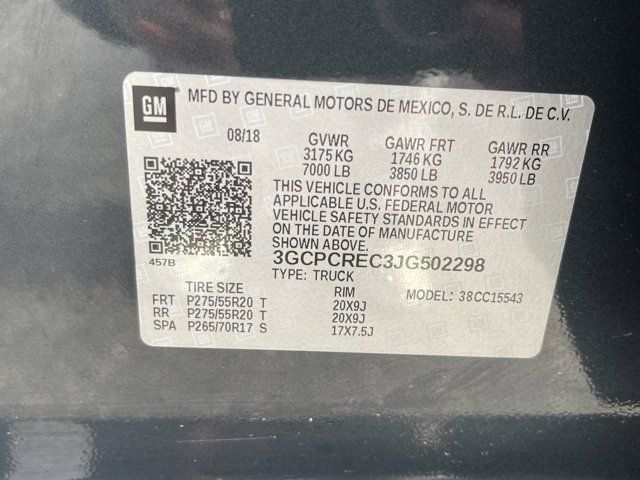 GM MFD BY GENERAL MOTORS DE MEXICO, S. DE R.L. DE C.V.
08/18 GVWR GAWR FRT GAWR RR
3175 KG 1746 KG 1792 KG
7000 LB 3850 LB 3950 LB
THIS VEHICLE CONFORMS TO ALL
APPLICABLE U.S. FEDERAL MOTOR
VEHICLE SAFETY STANDARDS IN EFFECT
ON THE DATE OF MANUFACTURE
SHOWN ABOVE.
457B 3GCPCREC3JG502298
TYPE: TRUCK
TIRE SIZE RIM MODEL: 38CC15543
FRT P275/55R20 T 20X9J
RR P275/55R20 T 20X9J
SPA P265/70R17 S 17X7.5J